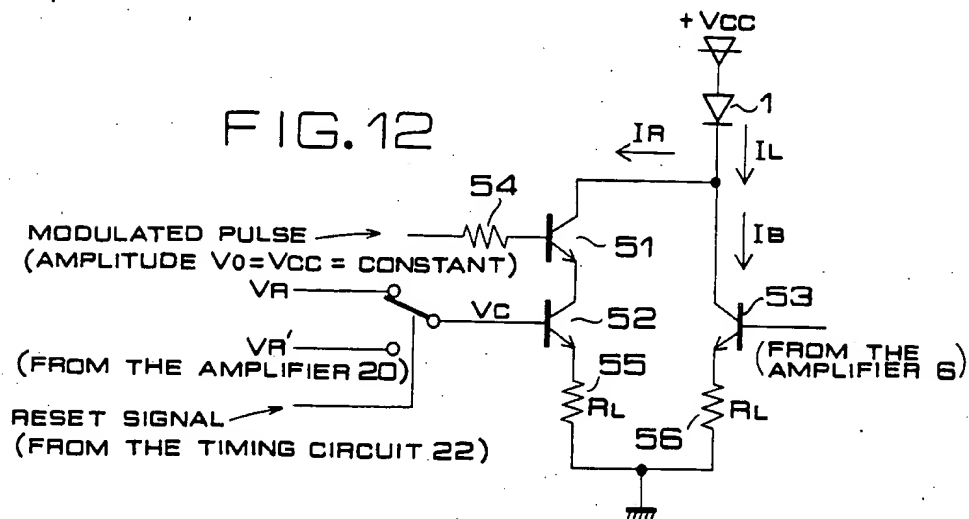 + VCC
FIG. 12
1
IR
IL
54
MODULATED PULSE
(AMPLITUDE V0=VCC = CONSTANT)
51
IB
VR
VC
52
53
VR'
(FROM THE AMPLIFIER 20)
(FROM THE
AMPLIFIER 6)
55
RL
RESET SIGNAL
(FROM THE TIMING CIRCUIT 22)
56
RL